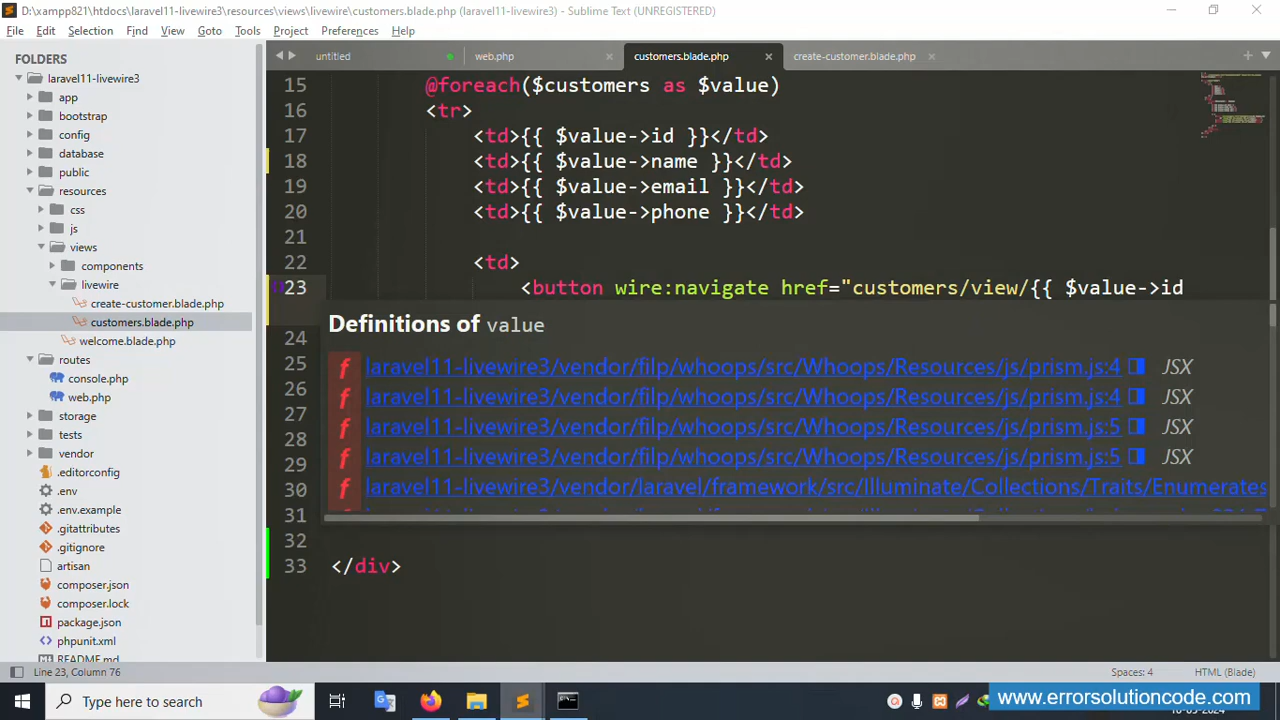 D:\xampp821\htdocs\laravel11-livewire3\resources\views\livewire\customers.blade.php (laravel11-livewire3) - Sublime Text (UNREGISTERED)
File Edit Selection Find View Goto Tools Project Preferences Help
FOLDERS
laravel11-livewire3
app
bootstrap
config
database
public
resources
css
js
views
components
livewire
create-customer.blade.php
customers.blade.php
welcome.blade.php
routes
console.php
web.php
storage
tests
vendor
.editorconfig
.env
.env.example
.gitattributes
.gitignore
artisan
composer.json
composer.lock
package.json
phpunit.xml
README.md
untitled web.php customers.blade.php create-customer.blade.php
15 @foreach($customers as $value)
16 <tr>
17 <td>{{ $value->id }}</td>
18 <td>{{ $value->name }}</td>
19 <td>{{ $value->email }}</td>
20 <td>{{ $value->phone }}</td>
21
22 <td>
23 <button wire:navigate href="customers/view/{{ $value->id
Definitions of value
24
laravel11-livewire3/vendor/filp/whoops/src/Whoops/Resources/js/prism.js:4 JSX
25
laravel11-livewire3/vendor/filp/whoops/src/Whoops/Resources/js/prism.js:4 JSX
26
laravel11-livewire3/vendor/filp/whoops/src/Whoops/Resources/js/prism.js:5 JSX
27
28
laravel11-livewire3/vendor/filp/whoops/src/Whoops/Resources/js/prism.js:5 JSX
29
laravel11-livewire3/vendor/laravel/framework/src/Illuminate/Collections/Traits/Enumerates
30
31
32
33 </div>
Line 23, Column 76 Spaces: 4 HTML (Blade)
Type here to search
www.errorsolutioncode.com